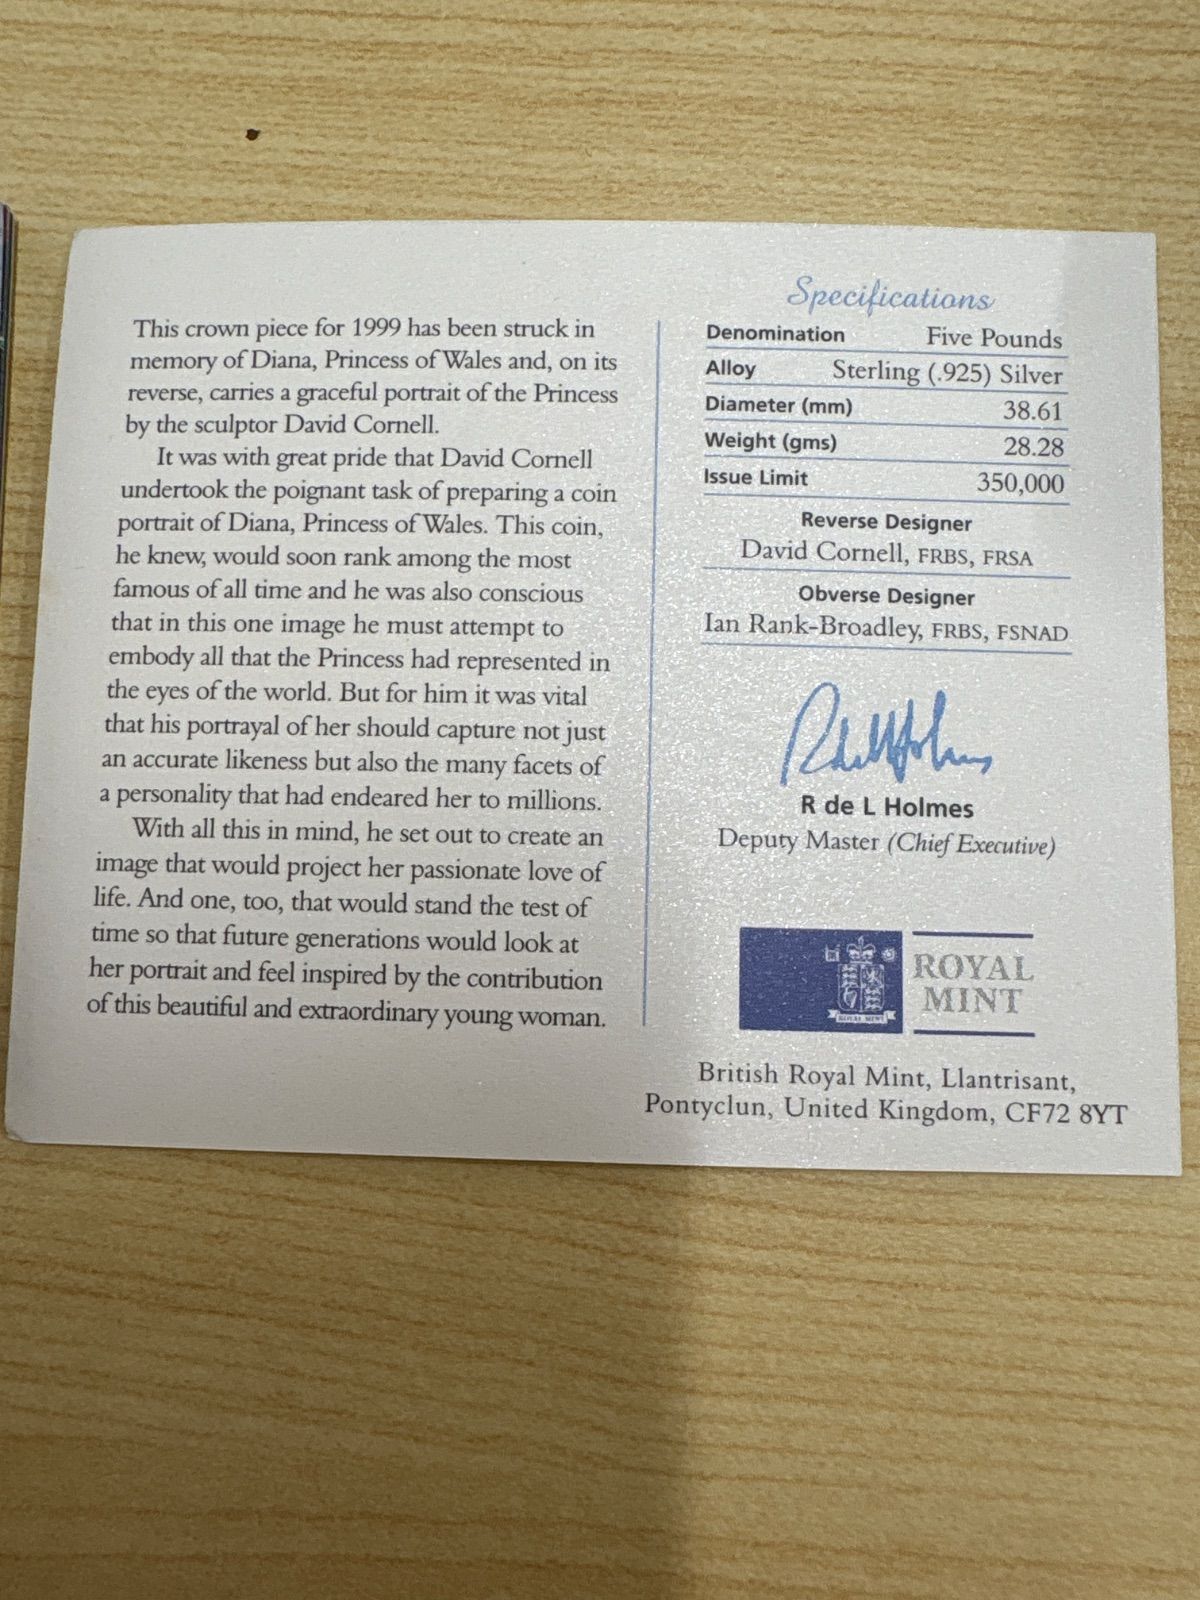 This crown piece for 1999 has been struck in
memory of Diana, Princess of Wales and, on its
reverse, carries a graceful portrait of the Princess
by the sculptor David Cornell.
It was with great pride that David Cornell
undertook the poignant task of preparing a coin
portrait of Diana, Princess of Wales. This coin,
he knew, would soon rank among the most
famous of all time and he was also conscious
that in this one image he must attempt to
embody all that the Princess had represented in
the eyes of the world. But for him it was vital
that his portrayal of her should capture not just
an accurate likeness but also the many facets of
a personality that had endeared her to millions.
With all this in mind, he set out to create an
image that would project her passionate love of
life. And one, too, that would stand the test of
time so that future generations would look at
her portrait and feel inspired by the contribution
of this beautiful and extraordinary young woman.
Specifications
Denomination Five Pounds
Alloy Sterling (.925) Silver
Diameter (mm) 38.61
Weight (gms) 28.28
Issue Limit 350,000
Reverse Designer
David Cornell, FRBS, FRSA
Obverse Designer
Ian Rank-Broadley, FRBS, FSNAD
R de L Holmes
R de L Holmes
Deputy Master (Chief Executive)
ROYAL MINT
ROYAL
MINT
British Royal Mint, Llantrisant,
Pontyclun, United Kingdom, CF72 8YT